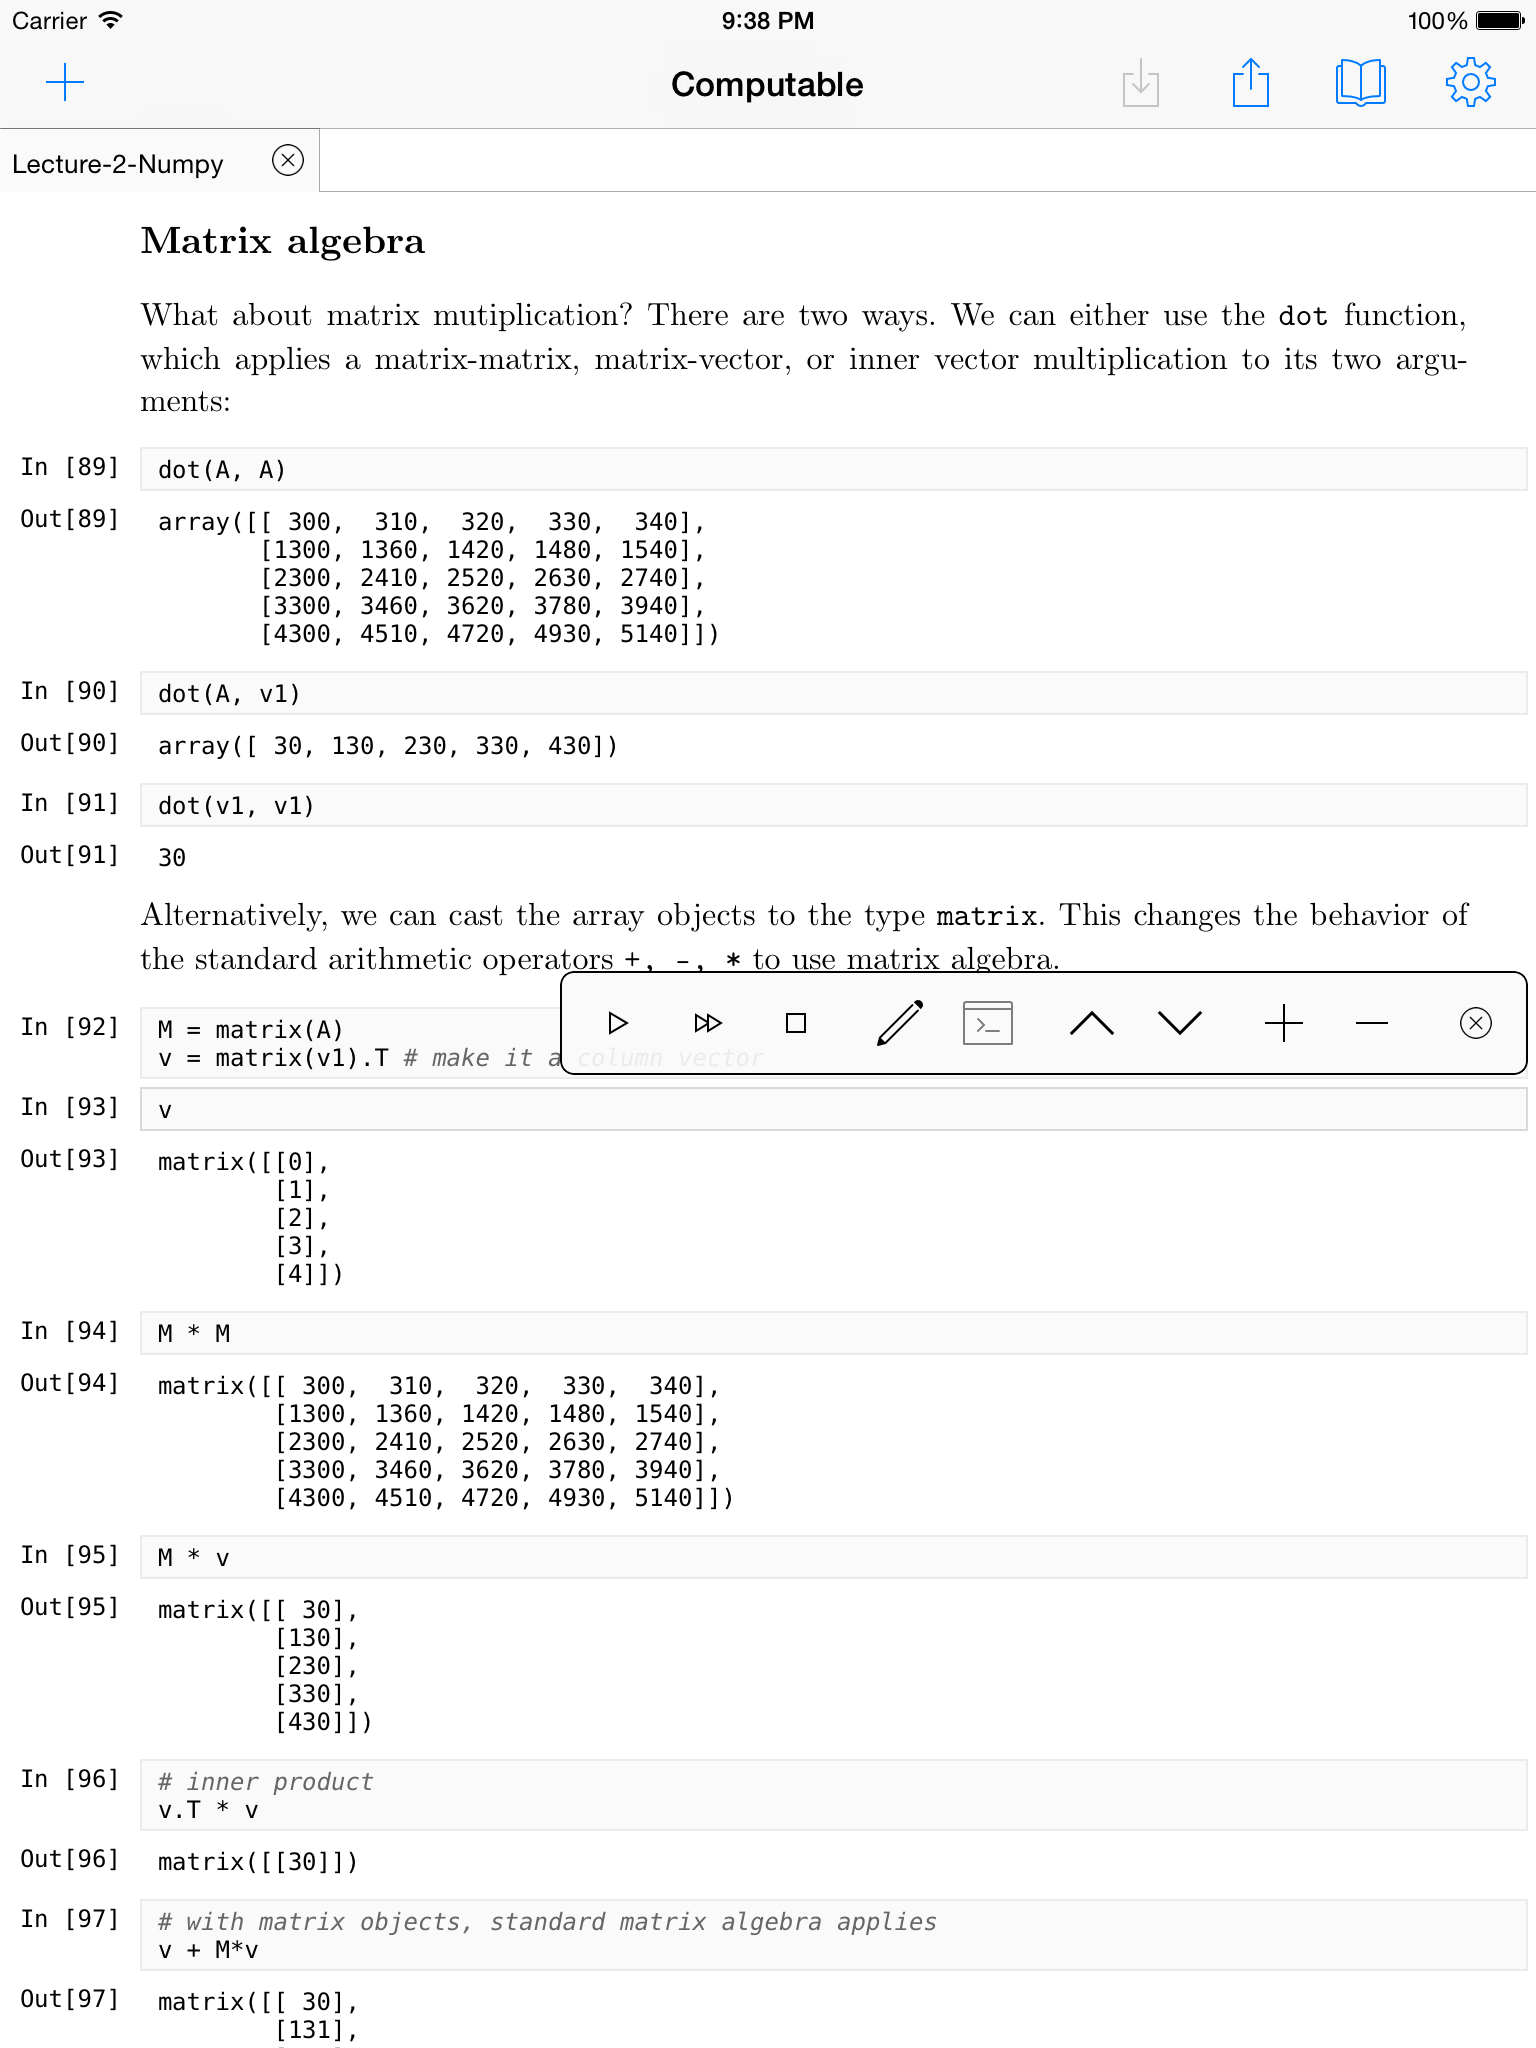 Carrier 9:38 PM 100%
Computable
Lecture-2-Numpy
Matrix algebra
What about matrix mutiplication? There are two ways. We can either use the dot function,
which applies a matrix-matrix, matrix-vector, or inner vector multiplication to its two argu-
ments:
In [89] dot(A, A)
Out[89] array([[ 300,  310,  320,  330,  340],
[1300, 1360, 1420, 1480, 1540],
[2300, 2410, 2520, 2630, 2740],
[3300, 3460, 3620, 3780, 3940],
[4300, 4510, 4720, 4930, 5140]])
In [90] dot(A, v1)
Out[90] array([ 30, 130, 230, 330, 430])
In [91] dot(v1, v1)
Out[91] 30
Alternatively, we can cast the array objects to the type matrix. This changes the behavior of
the standard arithmetic operators +, -, * to use matrix algebra.
In [92] M = matrix(A)
v = matrix(v1).T # make it a column vector
In [93] v
Out[93] matrix([[0],
[1],
[2],
[3],
[4]])
In [94] M * M
Out[94] matrix([[ 300,  310,  320,  330,  340],
[1300, 1360, 1420, 1480, 1540],
[2300, 2410, 2520, 2630, 2740],
[3300, 3460, 3620, 3780, 3940],
[4300, 4510, 4720, 4930, 5140]])
In [95] M * v
Out[95] matrix([[ 30],
[130],
[230],
[330],
[430]])
In [96] # inner product
v.T * v
Out[96] matrix([[30]])
In [97] # with matrix objects, standard matrix algebra applies
v + M*v
Out[97] matrix([[ 30],
[131],